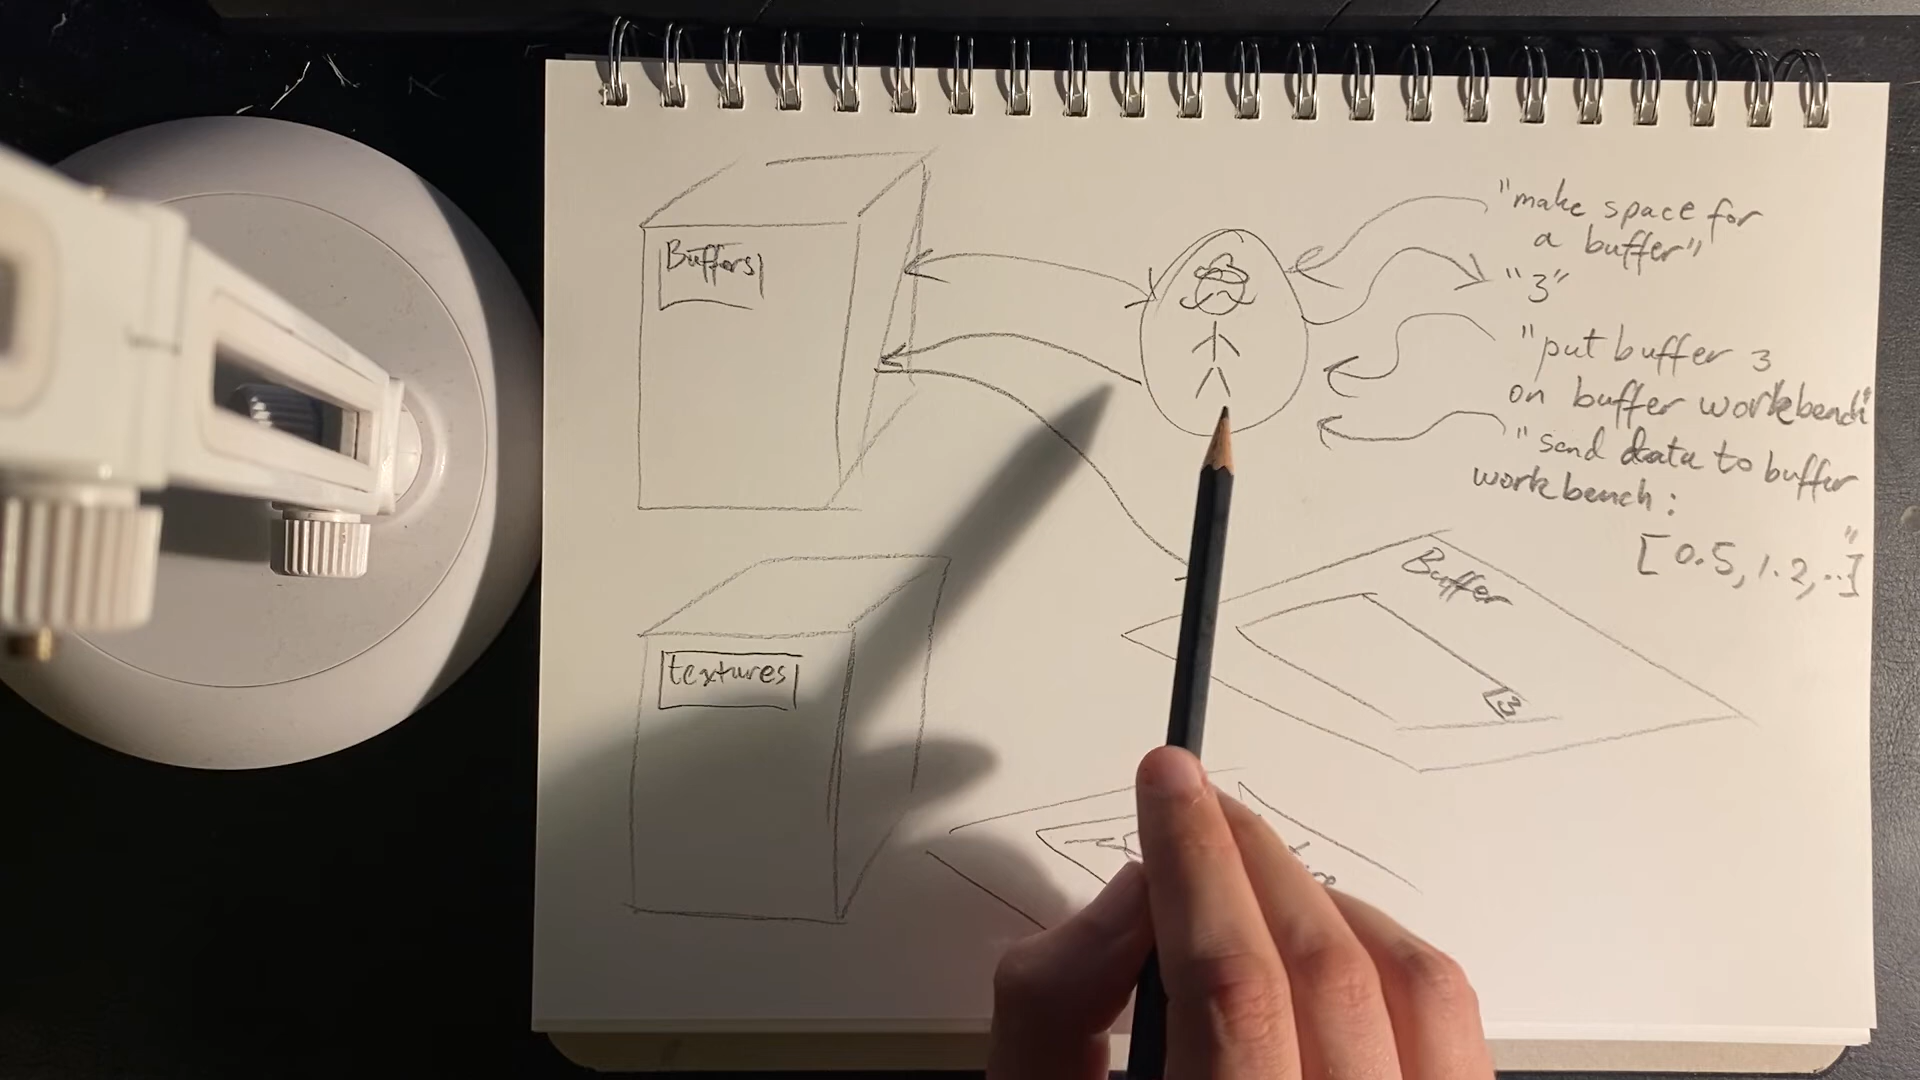 Buffers
"make space for
a buffer"
"3"
"put buffer 3
on buffer workbench"
"send data to buffer
workbench:
[0.5, 1.2, ..]"
Buffer
3
textures